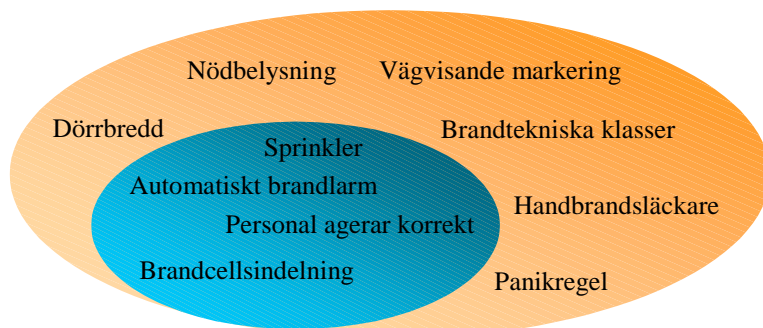 Nödbelysning
Vägvisande markering
Dörrbredd
Brandtekniska klasser
Sprinkler
Automatiskt brandlarm
Handbrandsläckare
Personal agerar korrekt
Brandcellsindelning
Panikregel